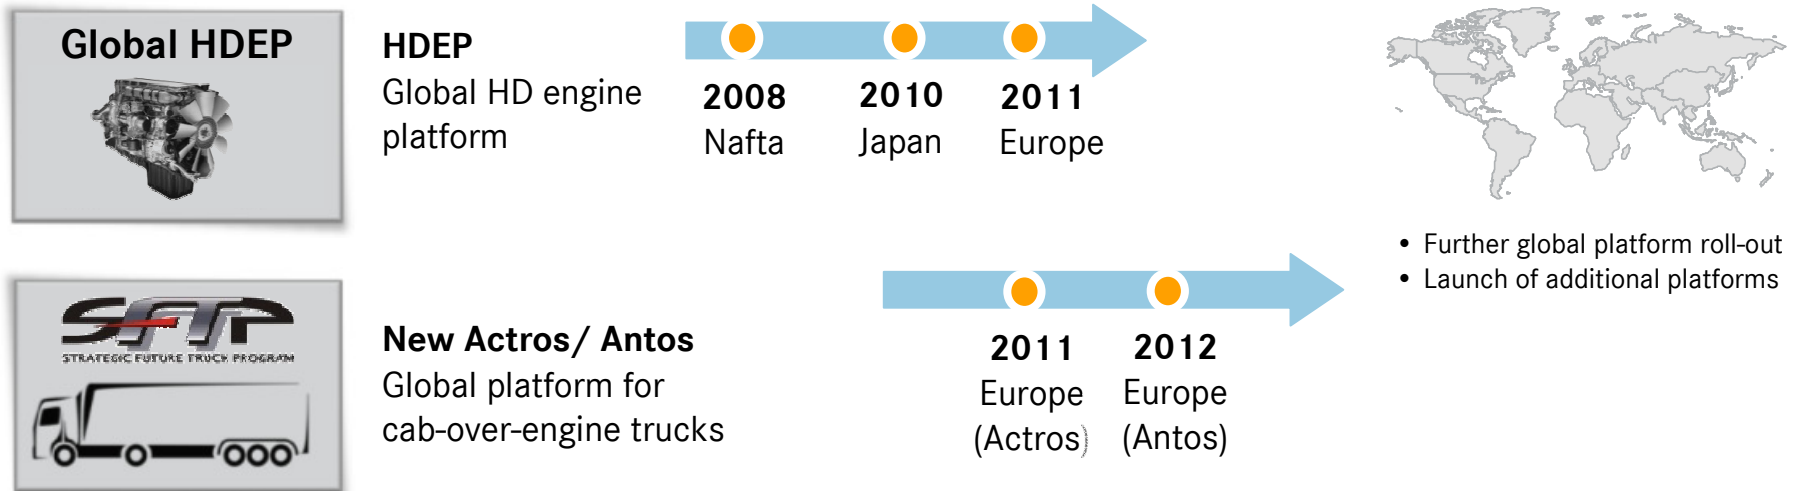 Global HDEP
HDEP
Global HD engine
platform
2008
Nafta
2010
Japan
2011
Europe
• Further global platform roll-out
• Launch of additional platforms
SFTP
STRATEGIC FUTURE TRUCK PROGRAM
New Actros/ Antos
Global platform for
cab-over-engine trucks
2011
Europe
(Actros)
2012
Europe
(Antos)